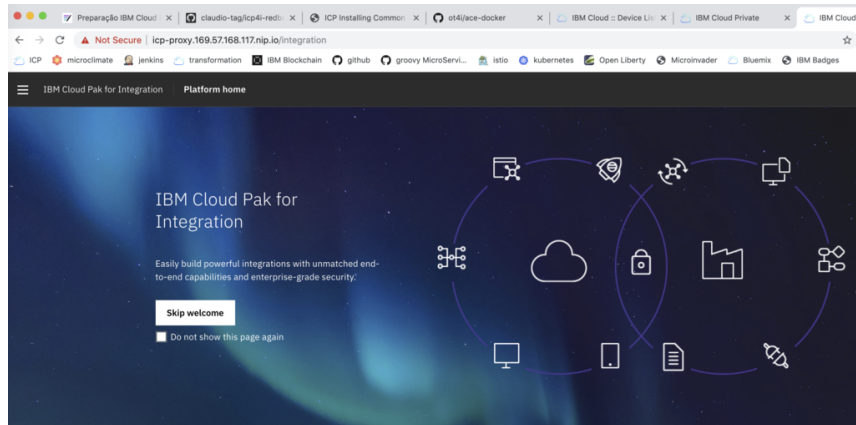 Preparação IBM Cloud
claudio-tag/icp4i-redb
ICP Installing Common
ot4i/ace-docker
IBM Cloud :: Device Lis
IBM Cloud Private
IBM Cloud
Not Secure | icp-proxy.169.57.168.117.nip.io/integration
ICP microclimate jenkins transformation IBM Blockchain github groovy MicroServi... istio kubernetes Open Liberty Microinvader Bluemix IBM Badges
IBM Cloud Pak for Integration Platform home
IBM Cloud Pak for
Integration
Easily build powerful integrations with unmatched end-
to-end capabilities and enterprise-grade security.
Skip welcome
Do not show this page again